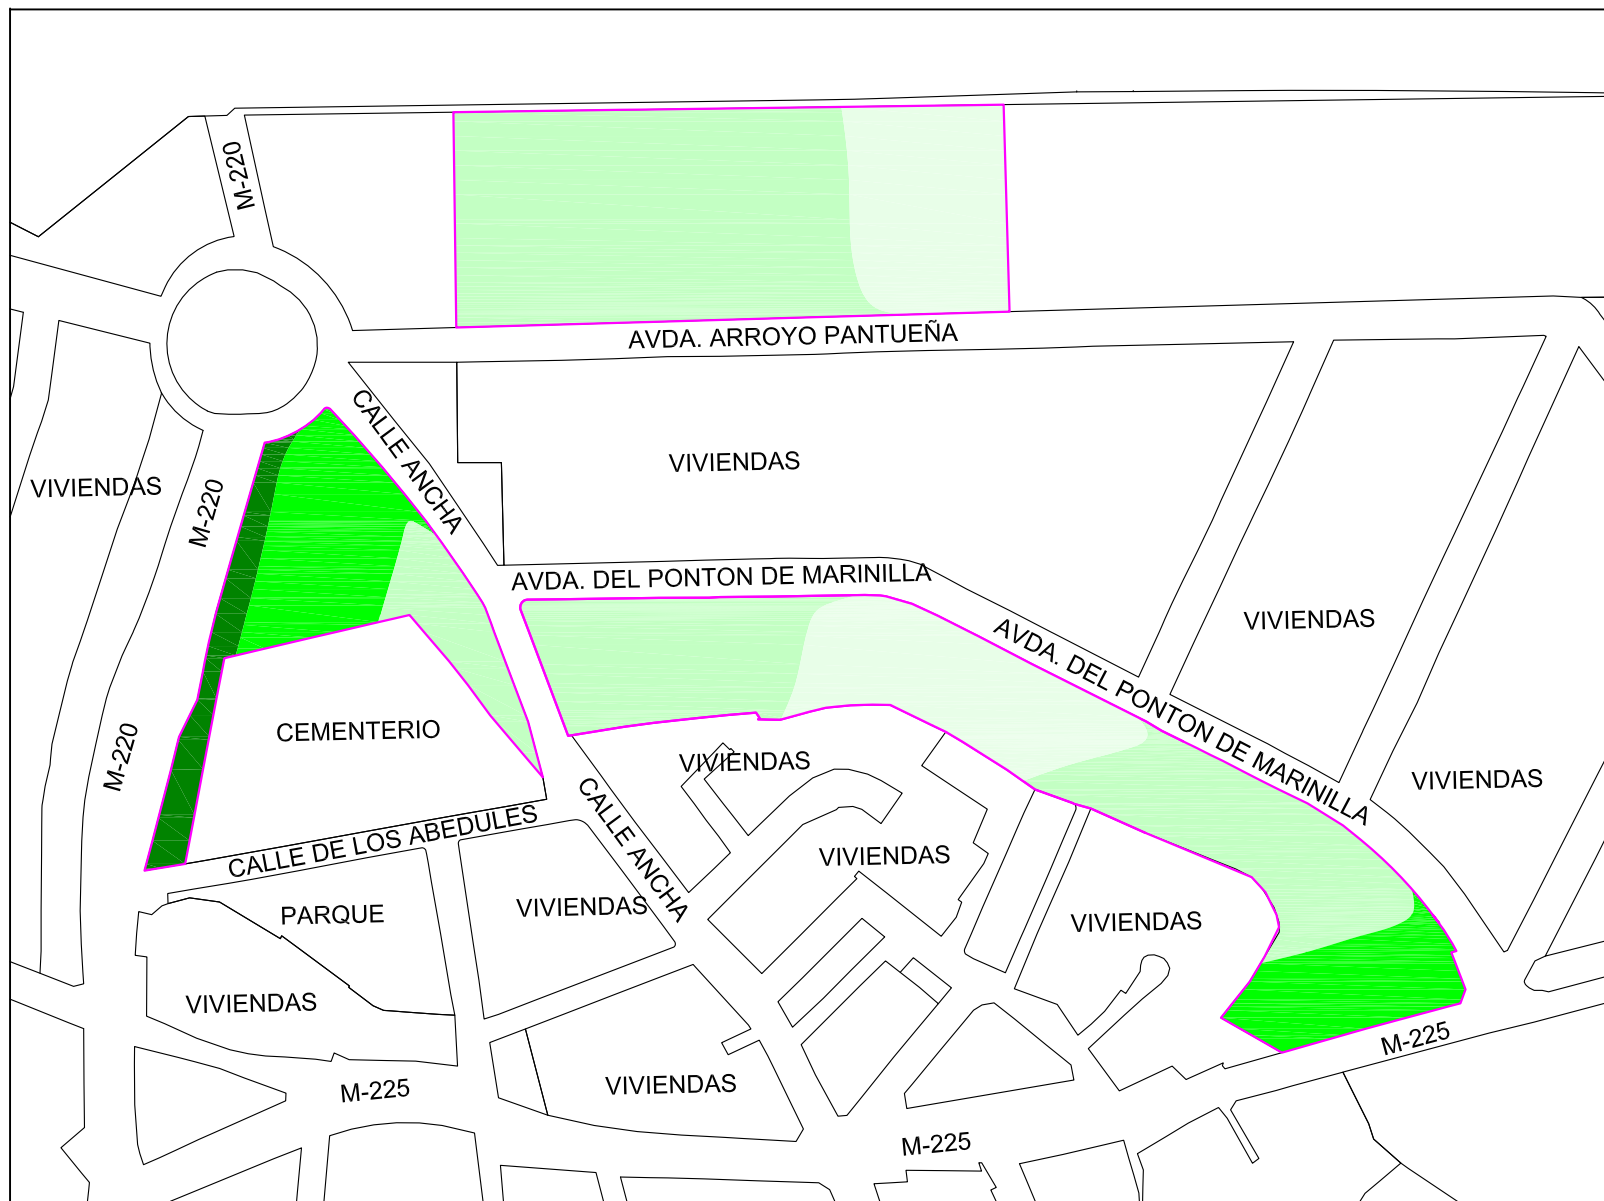 M-220
AVDA. ARROYO PANTUEÑA
CALLE ANCHA
VIVIENDAS
VIVIENDAS
M-220
AVDA. DEL PONTON DE MARINILLA
VIVIENDAS
AVDA. DEL PONTON DE MARINILLA
CEMENTERIO
M-220
VIVIENDAS
VIVIENDAS
CALLE DE LOS ABEDULES
CALLE ANCHA
VIVIENDAS
PARQUE
VIVIENDAS
VIVIENDAS
VIVIENDAS
M-225
M-225
VIVIENDAS
M-225